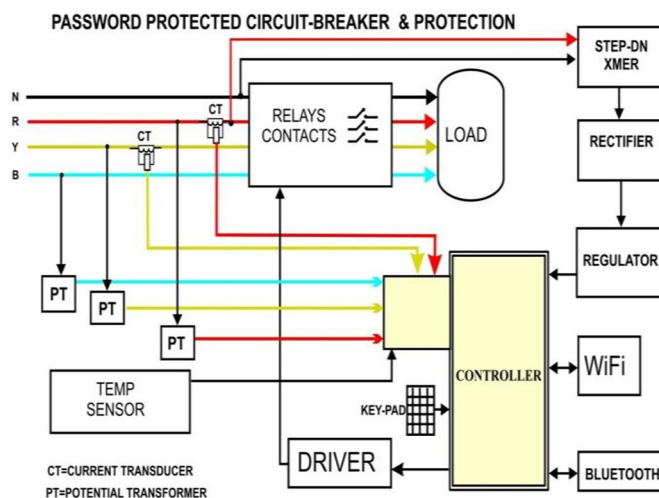 PASSWORD PROTECTED CIRCUIT-BREAKER & PROTECTION
STEP-DN
XMER
N
R
Y
B
CT
CT
RELAYS
CONTACTS
LOAD
RECTIFIER
REGULATOR
PT
PT
PT
TEMP
SENSOR
KEY-PAD
CONTROLLER
WiFi
DRIVER
BLUETOOTH
CT=CURRENT TRANSDUCER
PT=POTENTIAL TRANSFORMER